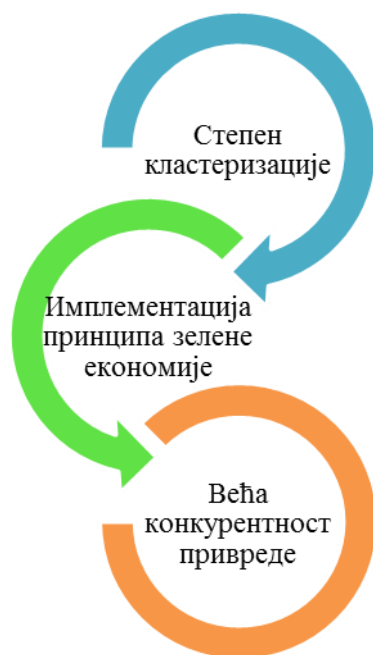 Степен
кластеризације
Имплементација
принципа зелене
економије
Већа
конкурентност
привреде